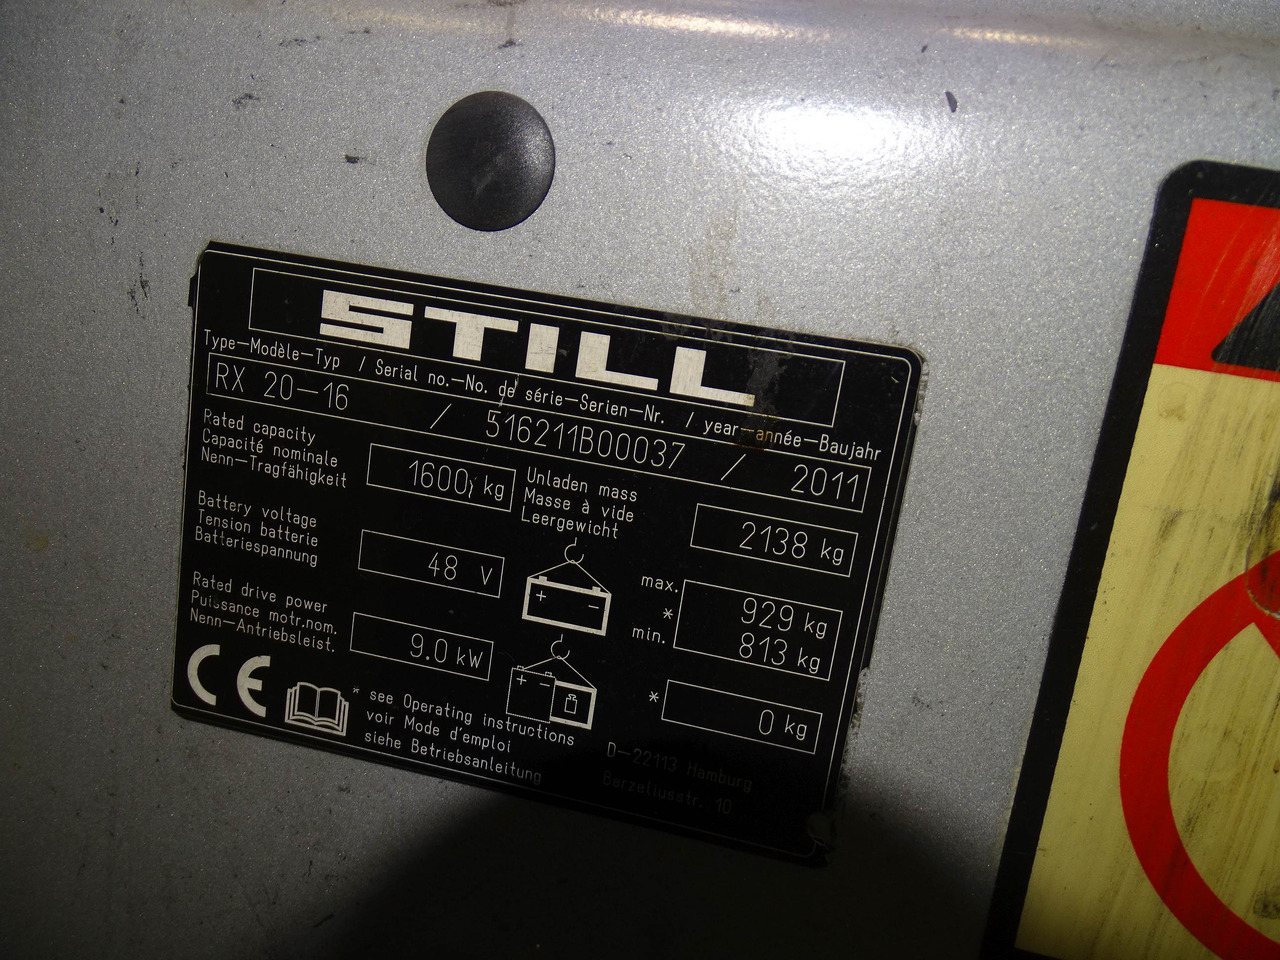 STILL
Type-Modèle-Typ / Serial no.-No. de série-Serien-Nr. / year-année-Baujahr
RX 20-16 / 516211B00037 / 2011
Rated capacity
Capacité nominale
Nenn-Tragfähigkeit
1600 kg
Unladen mass
Masse à vide
Leergewicht
2138 kg
Battery voltage
Tension batterie
Batteriespannung
48 V
+ -
max. 929 kg
*
min. 813 kg
Rated drive power
Puissance motr.nom.
Nenn-Antriebsleist.
9.0 kW
+ -
* 0 kg
CE
* see Operating instructions
voir Mode d'emploi
siehe Betriebsanleitung
D-22113 Hamburg
Berzeliusstr. 10